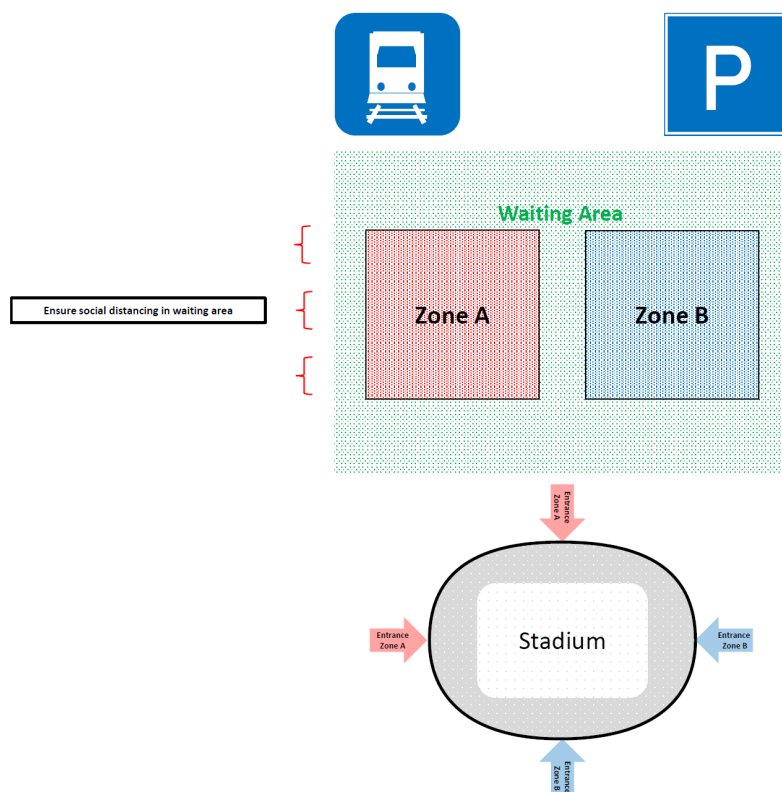 P
Waiting Area
Zone A
Zone B
Ensure social distancing in waiting area
Entrance
Zone A
Entrance
Zone A
Stadium
Entrance
Zone B
Entrance
Zone B